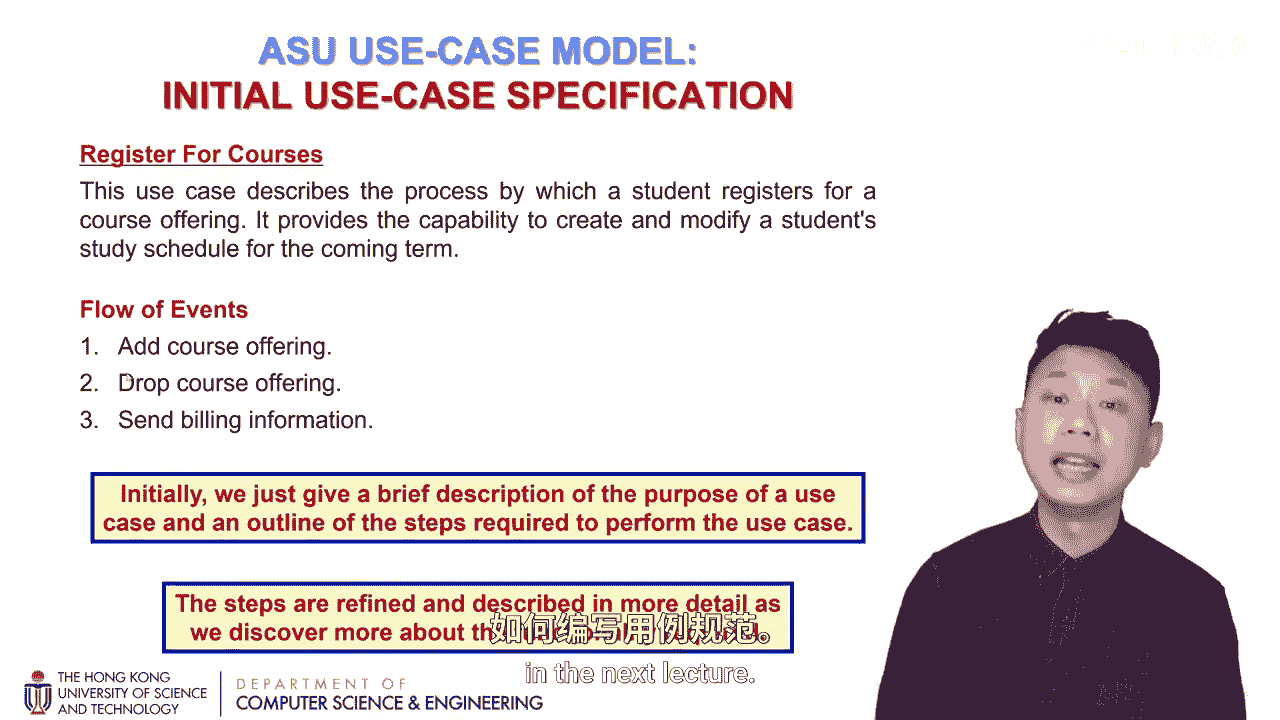 ASU USE-CASE MODEL:
INITIAL USE-CASE SPECIFICATION
Register For Courses
This use case describes the process by which a student registers for a
course offering. It provides the capability to create and modify a student's
study schedule for the coming term.
Flow of Events
1. Add course offering.
2. Drop course offering.
3. Send billing information.
Initially, we just give a brief description of the purpose of a use
case and an outline of the steps required to perform the use case.
The steps are refined and described in more detail as
we discover more about
如何编写用例规范。
in the next lecture.
THE HONG KONG
UNIVERSITY OF SCIENCE
AND TECHNOLOGY
DEPARTMENT OF
COMPUTER SCIENCE & ENGINEERING